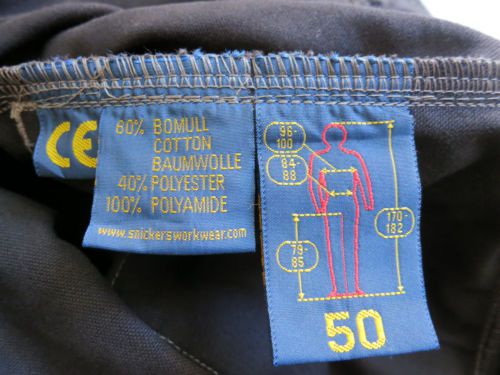 CE
60% BOMULL
COTTON
BAUMWOLLE
40% POLYESTER
100% POLYAMIDE
www.snickersworkwear.com
96-
100
84-
88
170-
182
79-
85
50